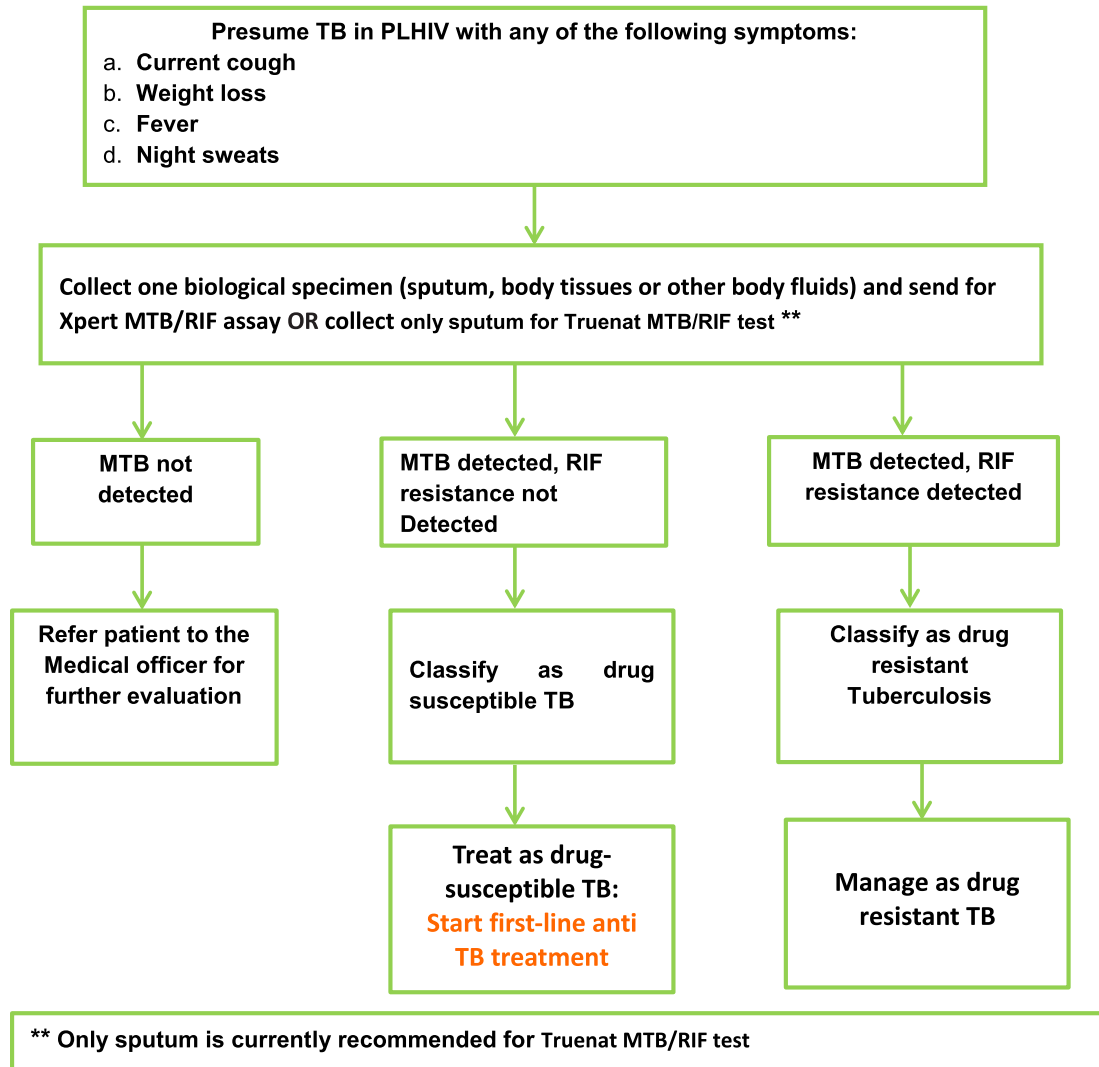 Presume TB in PLHIV with any of the following symptoms:
a. Current cough
b. Weight loss
c. Fever
d. Night sweats
Collect one biological specimen (sputum, body tissues or other body fluids) and send for
Xpert MTB/RIF assay OR collect only sputum for Truenat MTB/RIF test **
MTB not
detected
MTB detected, RIF
resistance not
Detected
MTB detected, RIF
resistance detected
Refer patient to the
Medical officer for
further evaluation
Classify as drug
susceptible TB
Classify as drug
resistant
Tuberculosis
Treat as drug-
susceptible TB:
Start first-line anti
TB treatment
Manage as drug
resistant TB
** Only sputum is currently recommended for Truenat MTB/RIF test